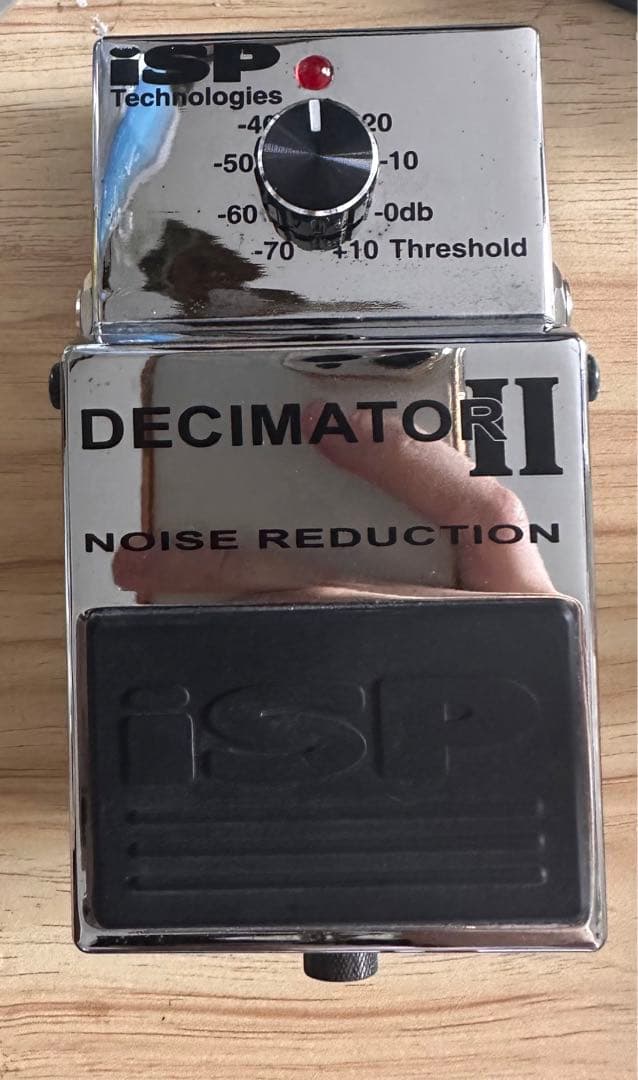 iSP
Technologies
-40 -20
-50 -10
-60 -0db
-70 +10 Threshold
DECIMATOR II
NOISE REDUCTION
iSP